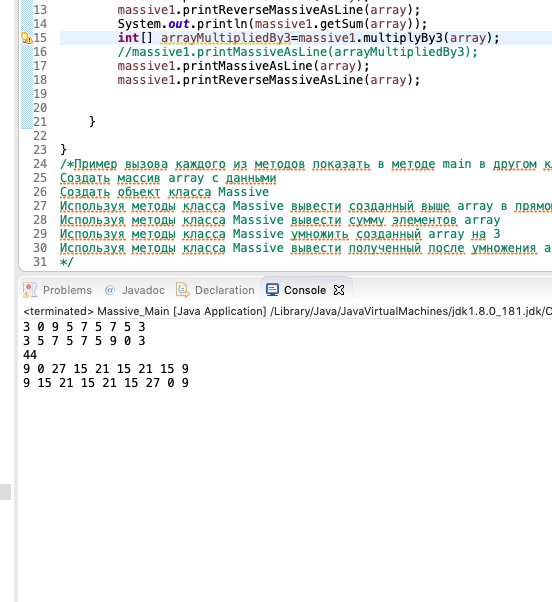 13 massive1.printReverseMassiveAsLine(array);
14 System.out.println(massive1.getSum(array));
15 int[] arrayMultipliedBy3=massive1.multiplyBy3(array);
16 //massive1.printMassiveAsLine(arrayMultipliedBy3);
17 massive1.printMassiveAsLine(array);
18 massive1.printReverseMassiveAsLine(array);
19
20
21 }
22
23 }
24 /*Пример вызова каждого из методов показать в методе main в другом к
25 Создать массив array с данными
26 Создать объект класса Massive
27 Используя методы класса Massive вывести созданный выше array в прямо
28 Используя методы класса Massive вывести сумму элементов array
29 Используя методы класса Massive умножить созданный array на 3
30 Используя методы класса Massive вывести полученный после умножения a
31 */
Problems @ Javadoc Declaration Console
<terminated> Massive_Main [Java Application] /Library/Java/JavaVirtualMachines/jdk1.8.0_181.jdk/C
3 0 9 5 7 5 7 5 3
3 5 7 5 7 5 9 0 3
44
9 0 27 15 21 15 21 15 9
9 15 21 15 21 15 27 0 9